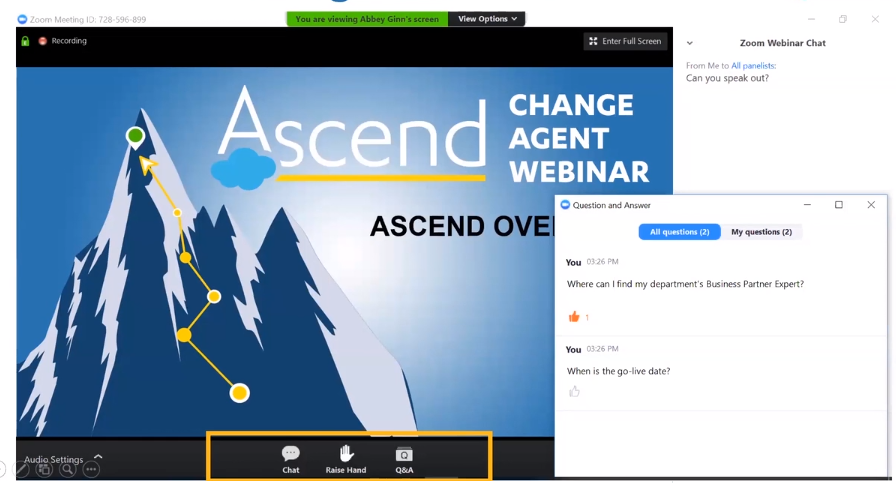 Zoom Meeting ID: 728-596-899
You are viewing Abbey Ginn's screen
View Options
Recording
Enter Full Screen
Zoom Webinar Chat
From Me to All panelists:
Can you speak out?
Ascend
CHANGE
AGENT
WEBINAR
ASCEND OVE
Question and Answer
All questions (2)
My questions (2)
You 03:26 PM
Where can I find my department's Business Partner Expert?
1
You 03:26 PM
When is the go-live date?
Audio Settings
Chat
Raise Hand
Q
Q&A